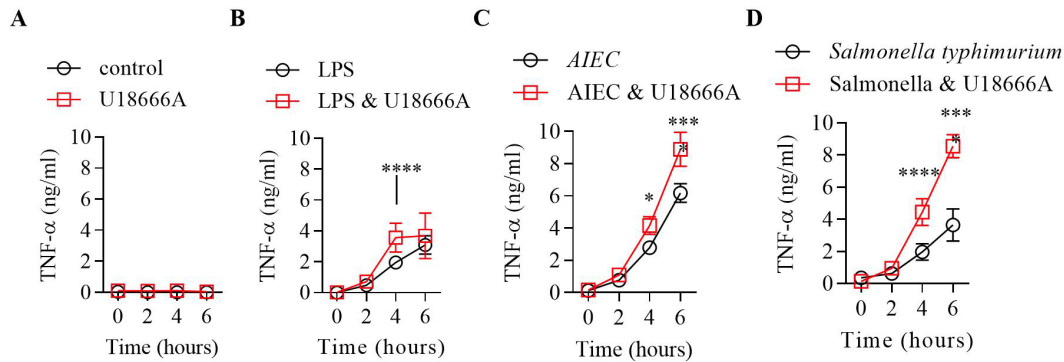 A
control
U18666A
TNF-α (ng/ml)
10
8
6
4
2
0
0 2 4 6
Time (hours)
B
LPS
LPS & U18666A
****
TNF-α (ng/ml)
10
8
6
4
2
0
0 2 4 6
Time (hours)
C
AIEC
AIEC & U18666A
***
*
*
TNF-α (ng/ml)
10
8
6
4
2
0
0 2 4 6
Time (hours)
D
Salmonella typhimurium
Salmonella & U18666A
***
*
****
TNF-α (ng/ml)
10
8
6
4
2
0
0 2 4 6
Time (hours)